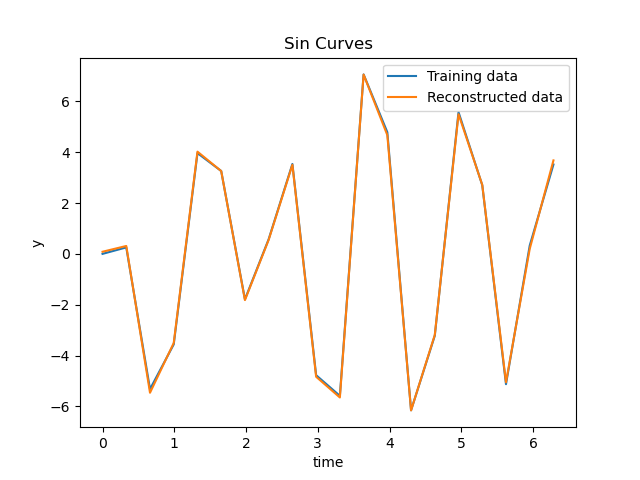 Sin Curves
Training data
Reconstructed data
6
4
2
0
−2
−4
−6
y
0 1 2 3 4 5 6
time